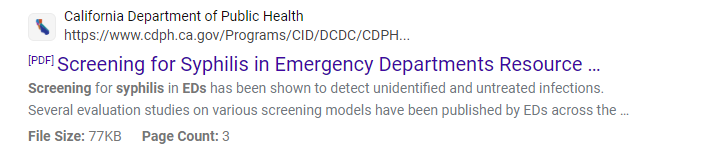 California Department of Public Health
https://www.cdph.ca.gov/Programs/CID/DCDC/CDPH...
[PDF] Screening for Syphilis in Emergency Departments Resource ...
Screening for syphilis in EDs has been shown to detect unidentified and untreated infections.
Several evaluation studies on various screening models have been published by EDs across the ...
File Size: 77KB Page Count: 3